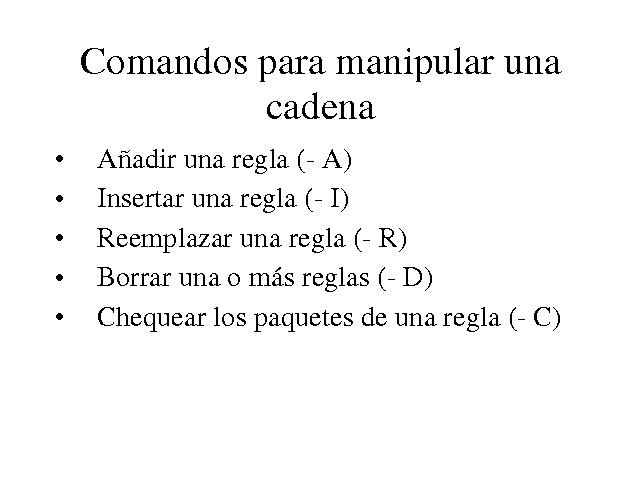 Comandos para manipular una
cadena
• Añadir una regla (- A)
• Insertar una regla (- I)
• Reemplazar una regla (- R)
• Borrar una o más reglas (- D)
• Chequear los paquetes de una regla (- C)